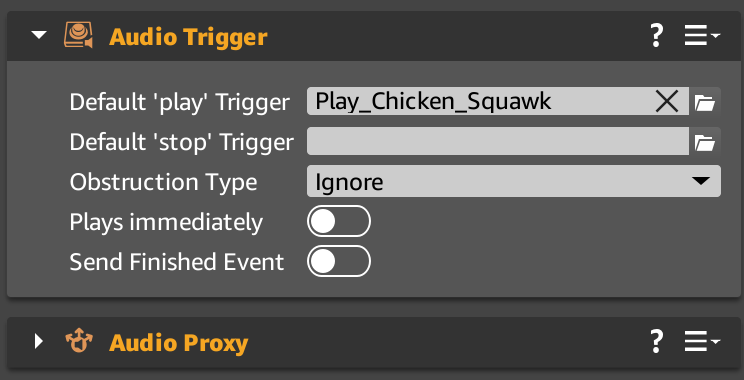 Audio Trigger ?
Default 'play' Trigger Play_Chicken_Squawk
Default 'stop' Trigger
Obstruction Type Ignore
Plays immediately
Send Finished Event
Audio Proxy ?